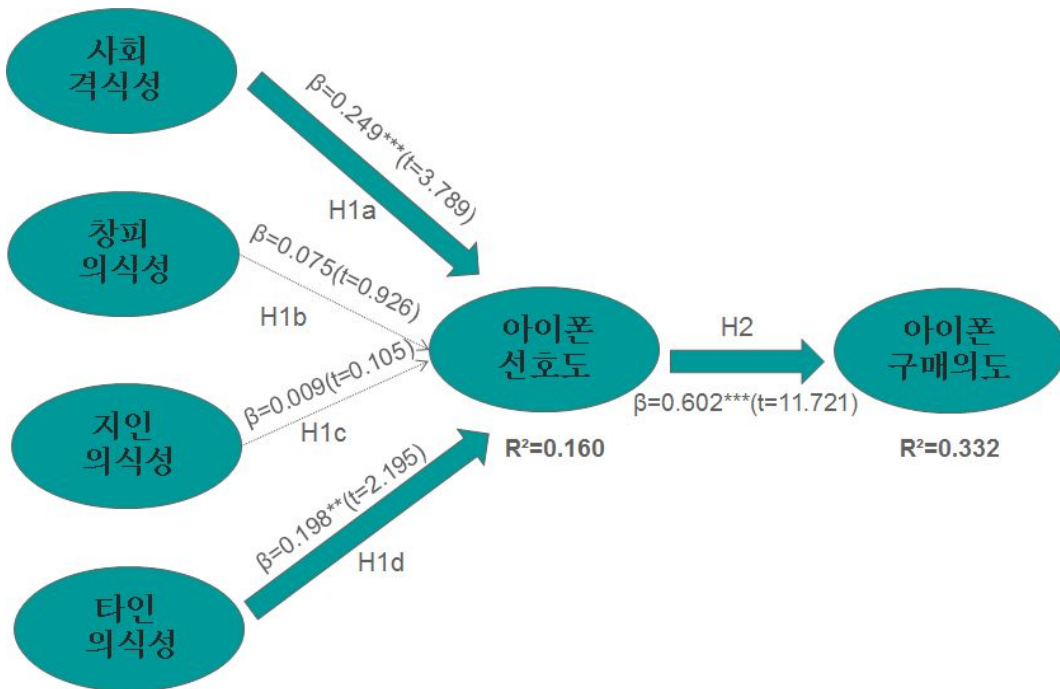 사회
격식성
β=0.249***(t=3.789)
H1a
창피
의식성
β=0.075(t=0.926)
H1b
지인
의식성
β=0.009(t=0.105)
H1c
타인
의식성
β=0.198**(t=2.195)
H1d
아이폰
선호도
R²=0.160
H2
β=0.602***(t=11.721)
아이폰
구매의도
R²=0.332